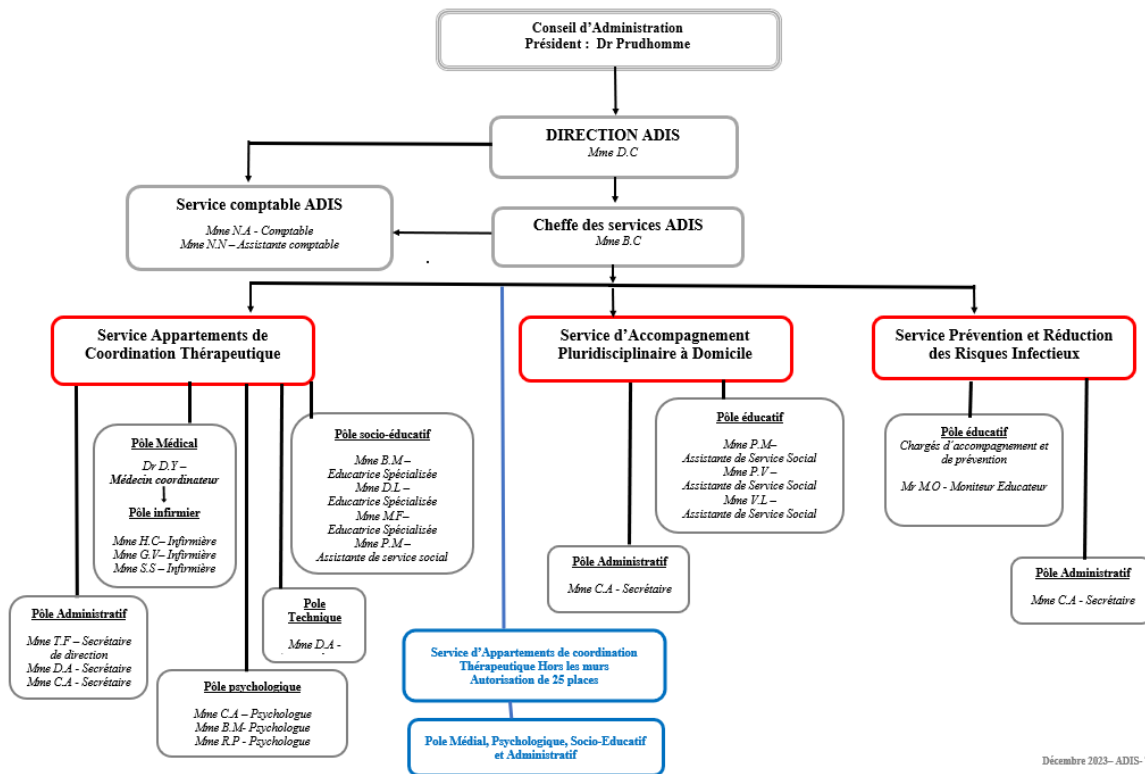 Conseil d'Administration
Président : Dr Prudhomme
DIRECTION ADIS
Mme D.C
Service comptable ADIS
Mme N.A - Comptable
Mme N.N – Assistante comptable
Cheffe des services ADIS
Mme B.C
Service Appartements de
Coordination Thérapeutique
Service d'Accompagnement
Pluridisciplinaire à Domicile
Service Prévention et Réduction
des Risques Infectieux
Pôle Médical
Dr D.Y –
Médecin coordinateur
Pôle infirmier
Mme H.C– Infirmière
Mme G.V– Infirmière
Mme S.S – Infirmière
Pôle socio-éducatif
Mme B.M–
Educatrice Spécialisée
Mme D.L –
Educatrice Spécialisée
Mme M.F –
Educatrice Spécialisée
Mme P.M –
Assistante de service social
Pôle éducatif
Mme P.M –
Assistante de Service Social
Mme P.V –
Assistante de Service Social
Mme V.L –
Assistante de Service Social
Pôle éducatif
Chargés d'accompagnement et
de prévention
Mr M.O - Moniteur Educateur
Pôle Administratif
Mme T.F – Secrétaire
de direction
Mme D.A - Secrétaire
Mme C.A - Secrétaire
Pole
Technique
Mme D.A -
Pôle Administratif
Mme C.A - Secrétaire
Pôle Administratif
Mme C.A - Secrétaire
Pôle psychologique
Mme C.A – Psychologue
Mme B.M- Psychologue
Mme R.P - Psychologue
Service d'Appartements de coordination
Thérapeutique Hors les murs
Autorisation de 25 places
Pole Médial, Psychologique, Socio-Educatif
et Administratif
Décembre 2023– ADIS-